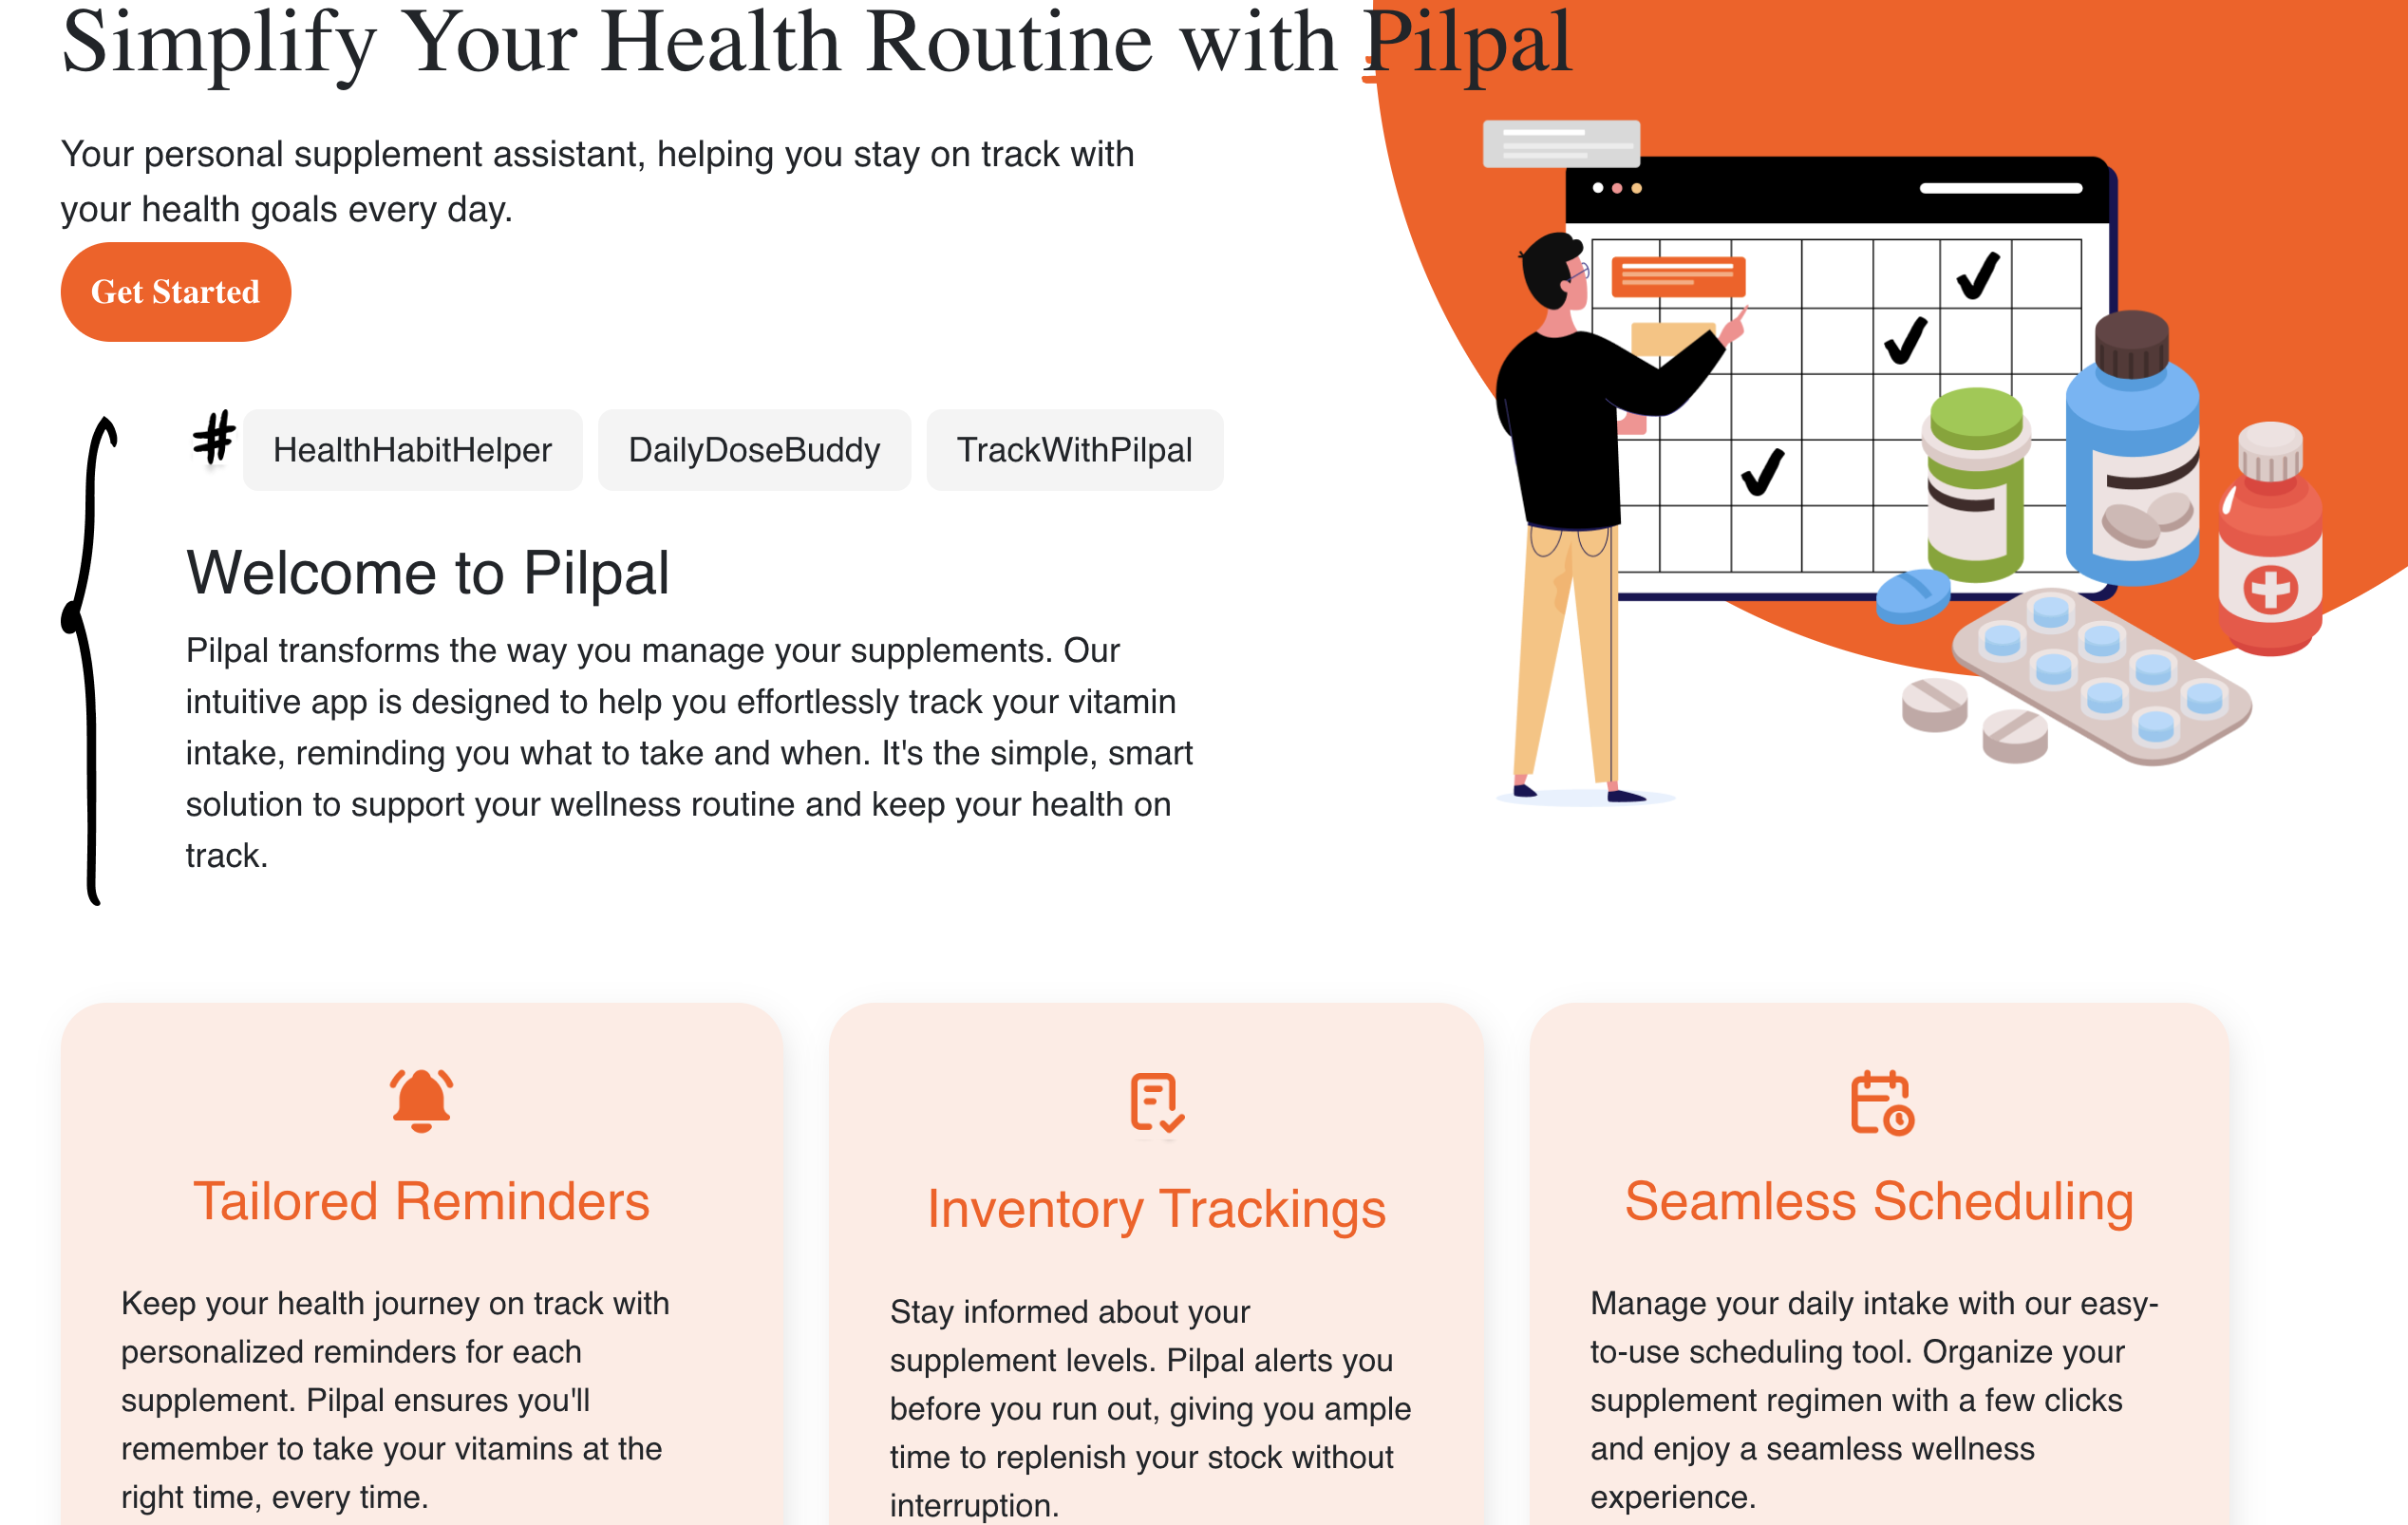 Simplify Your Health Routine with Pilpal
Your personal supplement assistant, helping you stay on track with
your health goals every day.
Get Started
# HealthHabitHelper DailyDoseBuddy TrackWithPilpal
Welcome to Pilpal
Pilpal transforms the way you manage your supplements. Our
intuitive app is designed to help you effortlessly track your vitamin
intake, reminding you what to take and when. It's the simple, smart
solution to support your wellness routine and keep your health on
track.
Tailored Reminders
Keep your health journey on track with
personalized reminders for each
supplement. Pilpal ensures you'll
remember to take your vitamins at the
right time, every time.
Inventory Trackings
Stay informed about your
supplement levels. Pilpal alerts you
before you run out, giving you ample
time to replenish your stock without
interruption.
Seamless Scheduling
Manage your daily intake with our easy-
to-use scheduling tool. Organize your
supplement regimen with a few clicks
and enjoy a seamless wellness
experience.